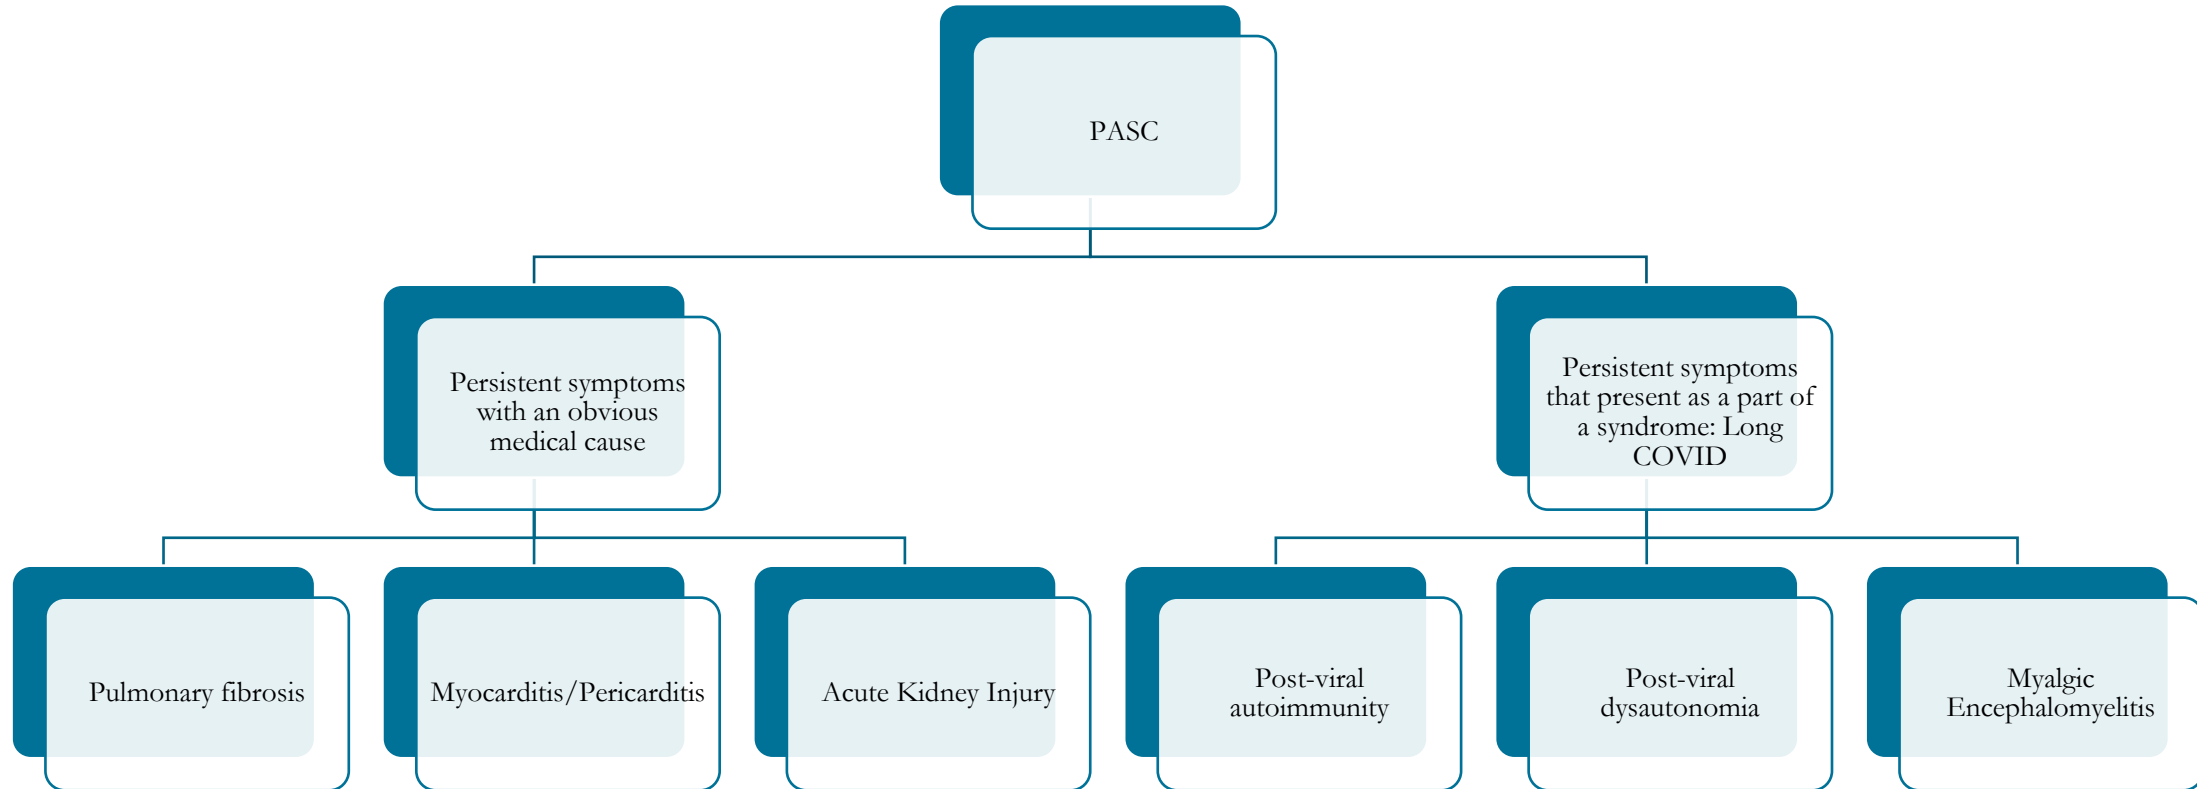 PASC
Persistent symptoms
with an obvious
medical cause
Persistent symptoms
that present as a part of
a syndrome: Long
COVID
Pulmonary fibrosis
Myocarditis/Pericarditis
Acute Kidney Injury
Post-viral
autoimmunity
Post-viral
dysautonomia
Myalgic
Encephalomyelitis